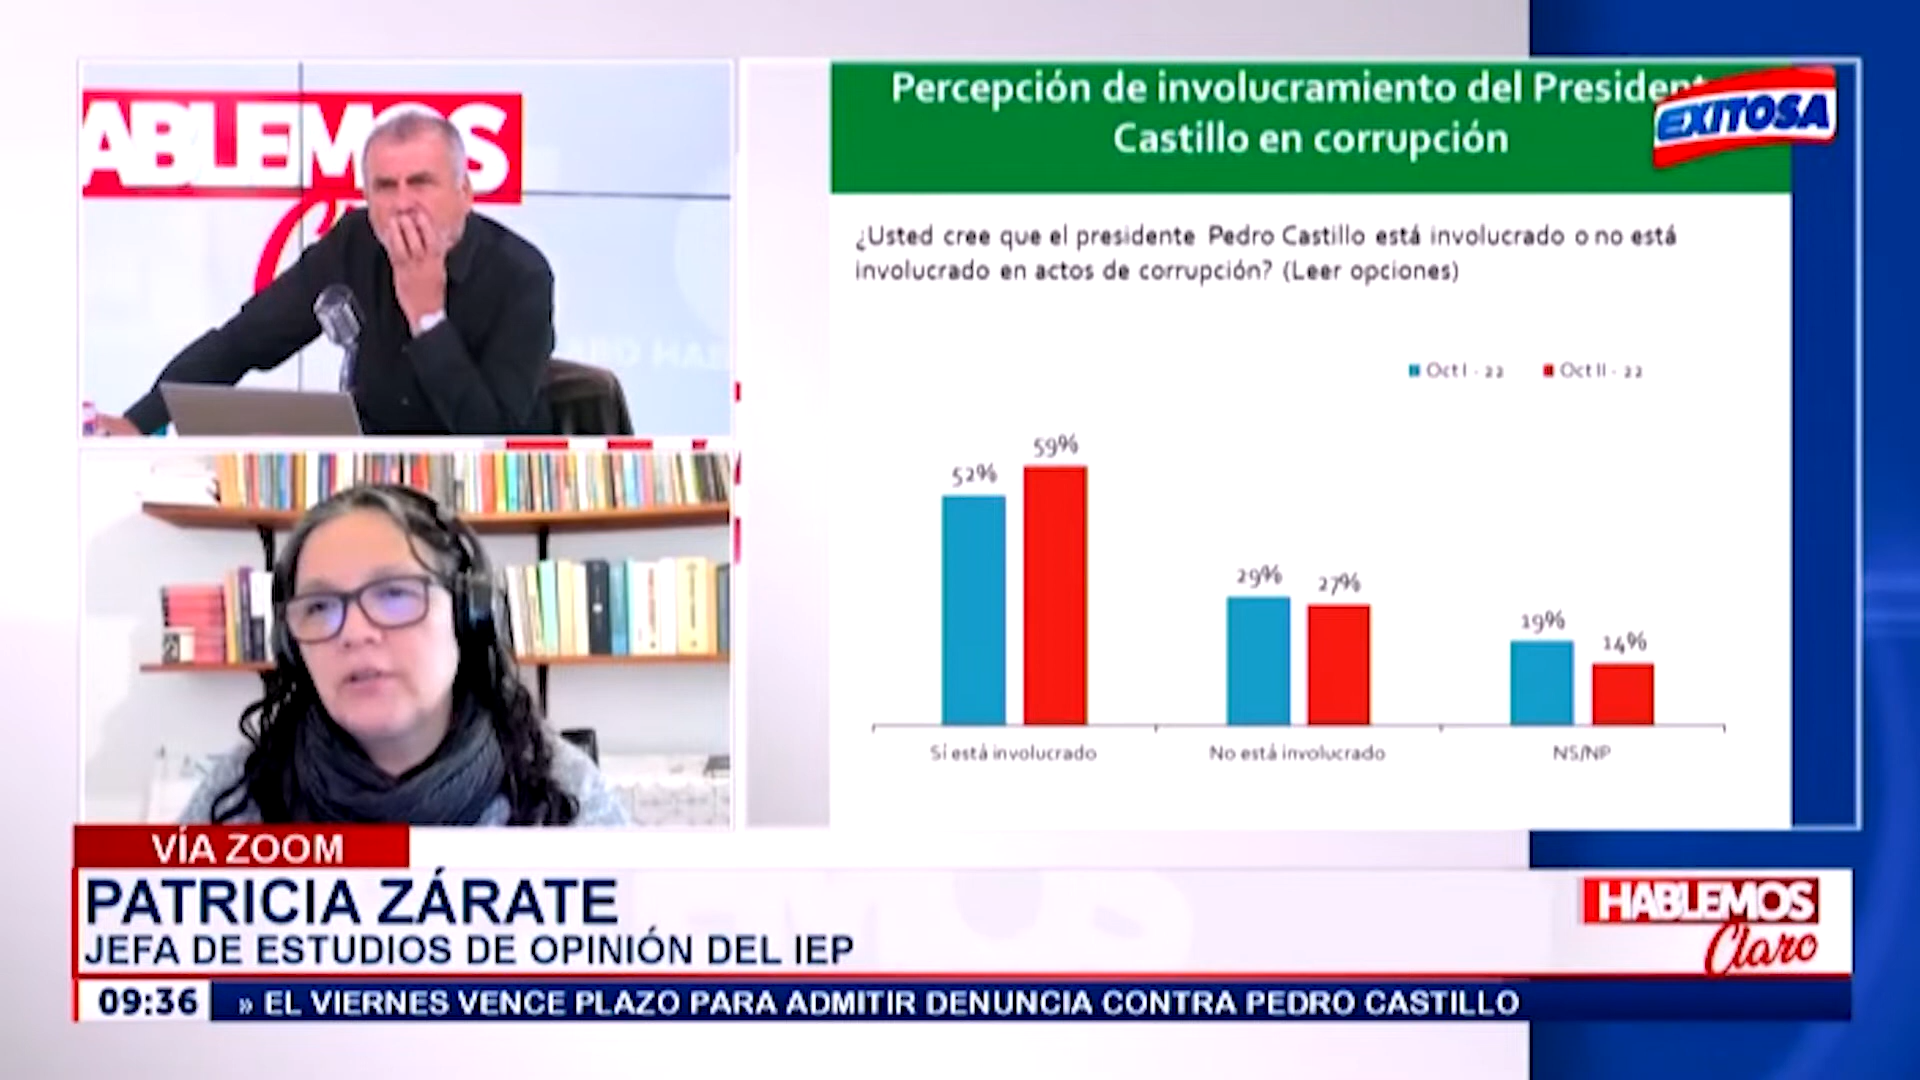 ABLEMOS
Percepción de involucramiento del President
Castillo en corrupción
EXITOSA
¿Usted cree que el presidente Pedro Castillo está involucrado o no está
involucrado en actos de corrupción? (Leer opciones)
Oct I - 22 Oct II - 22
52% 59% 29% 27% 19% 14%
Sí está involucrado No está involucrado NS/NP
VÍA ZOOM
PATRICIA ZÁRATE
JEFA DE ESTUDIOS DE OPINIÓN DEL IEP
HABLEMOS
Claro
09:36 » EL VIERNES VENCE PLAZO PARA ADMITIR DENUNCIA CONTRA PEDRO CASTILLO